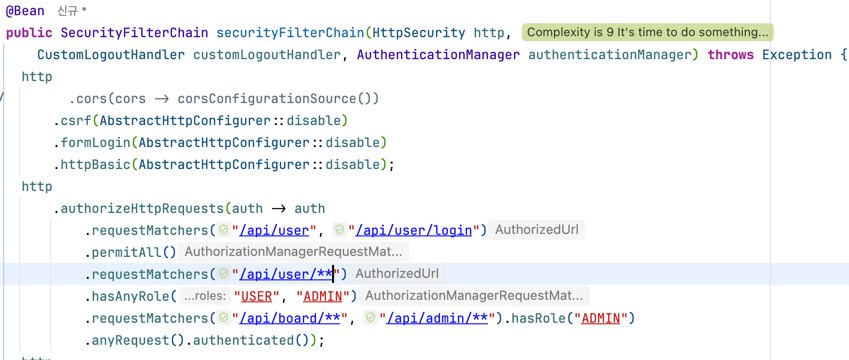 @Bean 신규 *
public SecurityFilterChain securityFilterChain(HttpSecurity http, Complexity is 9 It's time to do something...
CustomLogoutHandler customLogoutHandler, AuthenticationManager authenticationManager) throws Exception {
http
.cors(cors -> corsConfigurationSource())
.csrf(AbstractHttpConfigurer::disable)
.formLogin(AbstractHttpConfigurer::disable)
.httpBasic(AbstractHttpConfigurer::disable);
http
.authorizeHttpRequests(auth -> auth
.requestMatchers("/api/user", "/api/user/login") AuthorizedUrl
.permitAll() AuthorizationManagerRequestMat...
.requestMatchers("/api/user/**") AuthorizedUrl
.hasAnyRole(...roles: "USER", "ADMIN") AuthorizationManagerRequestMat...
.requestMatchers("/api/board/**", "/api/admin/**").hasRole("ADMIN")
.anyRequest().authenticated());